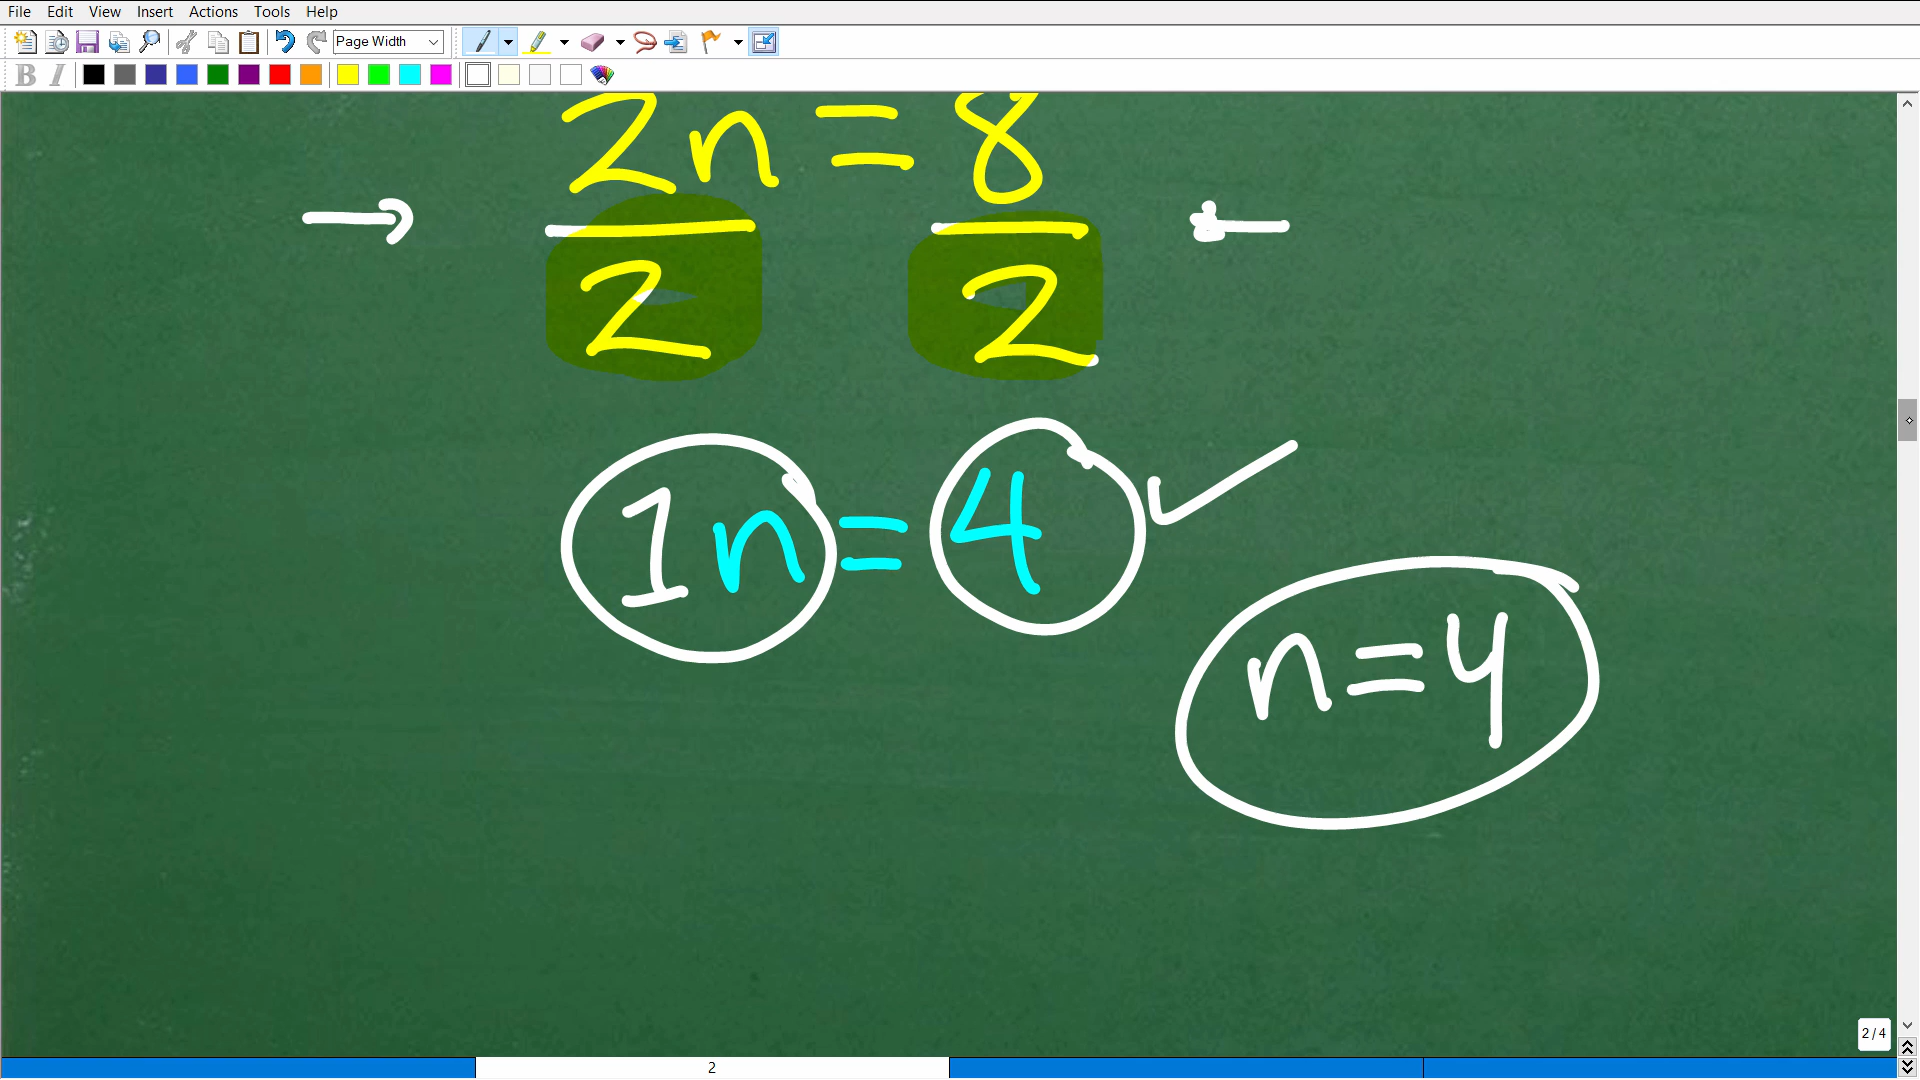 File Edit View Insert Actions Tools Help
Page Width
B I
2n = 8
2 2
1n = 4
n = 4
2 / 4
2